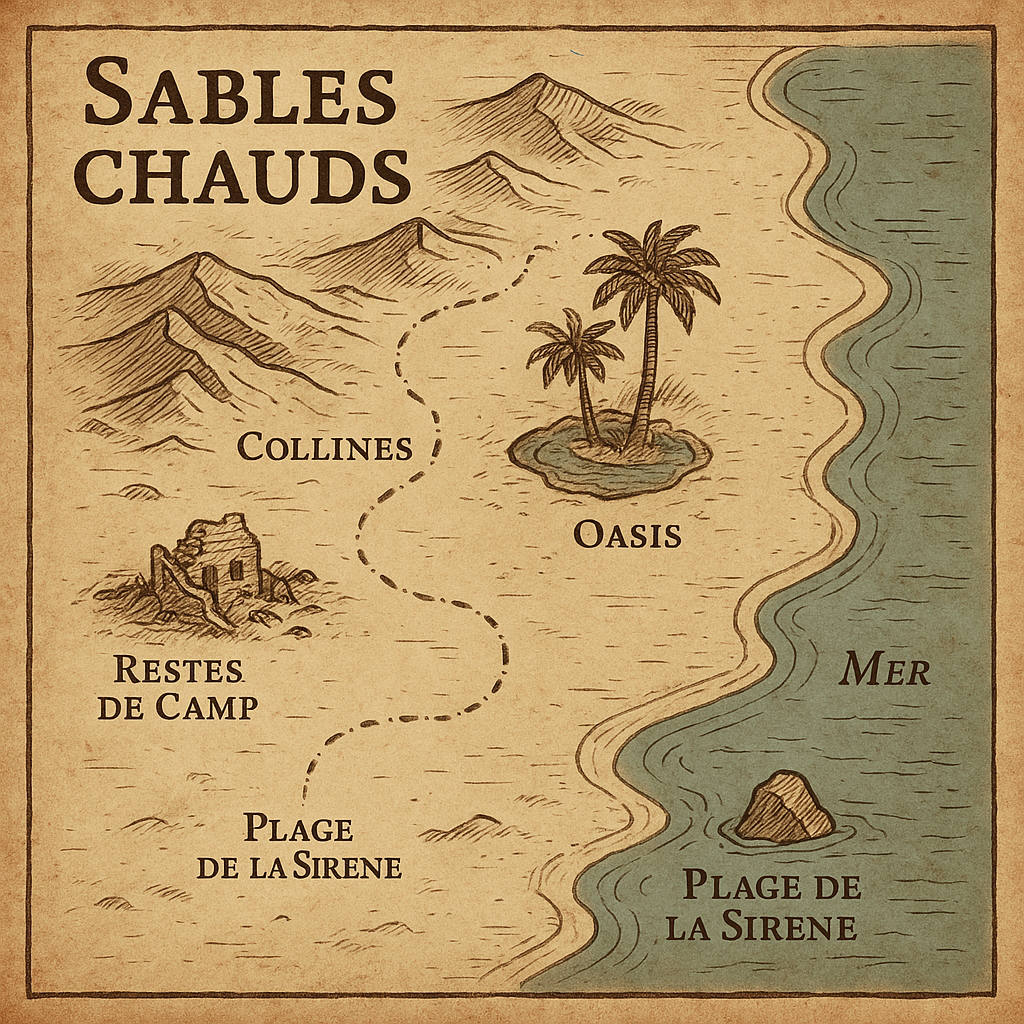 SABLES
CHAUDS
COLLINES
OASIS
RESTES
DE CAMP
MER
PLAGE
DE LA SIRENE
PLAGE DE
LA SIRENE